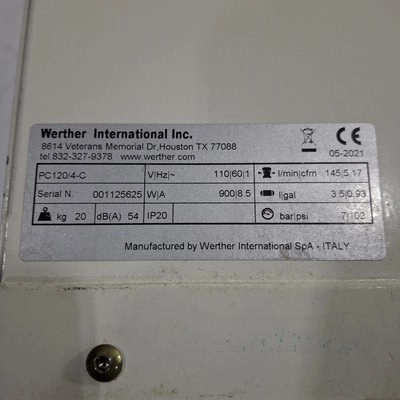 Werther International Inc.
8614 Veterans Memorial Dr,Houston TX 77088
tel.832-327-9378 www.werther.com
CE
05-2021
PC120/4-C V|Hz|~ 110|60|1 l/min|cfm 145|5.17
Serial N. 001125625 W|A 900|8.5 l|gal 3.5|0.93
kg 20 dB(A) 54 IP20 bar|psi 7|102
Manufactured by Werther International SpA - ITALY